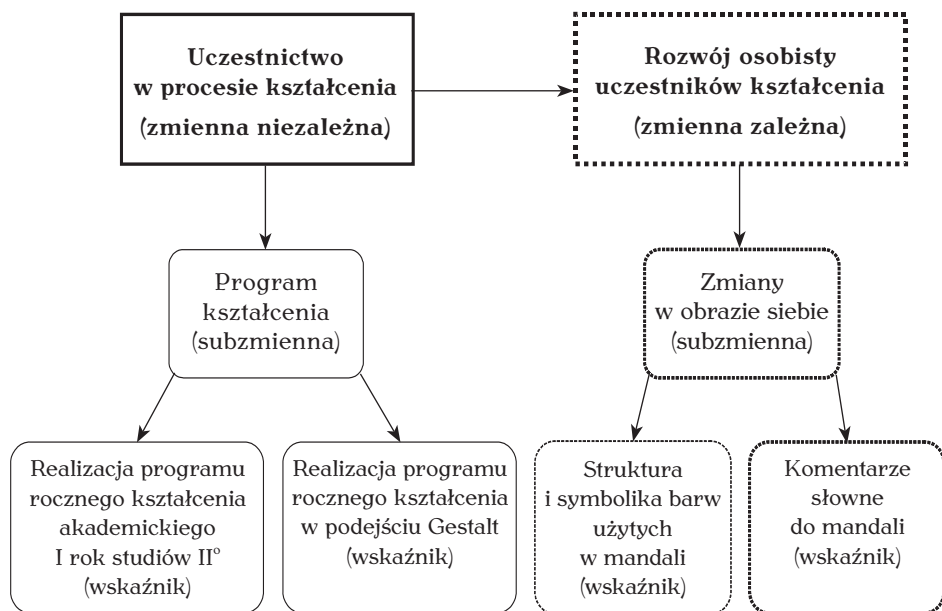 Uczestnictwo
w procesie kształcenia
(zmienna niezależna)
Rozwój osobisty
uczestników kształcenia
(zmienna zależna)
Program
kształcenia
(subzmienna)
Zmiany
w obrazie siebie
(subzmienna)
Realizacja programu
rocznego kształcenia
akademickiego
I rok studiów II°
(wskaźnik)
Realizacja programu
rocznego kształcenia
w podejściu Gestalt
(wskaźnik)
Struktura
i symbolika barw
użytych
w mandali
(wskaźnik)
Komentarze
słowne
do mandali
(wskaźnik)